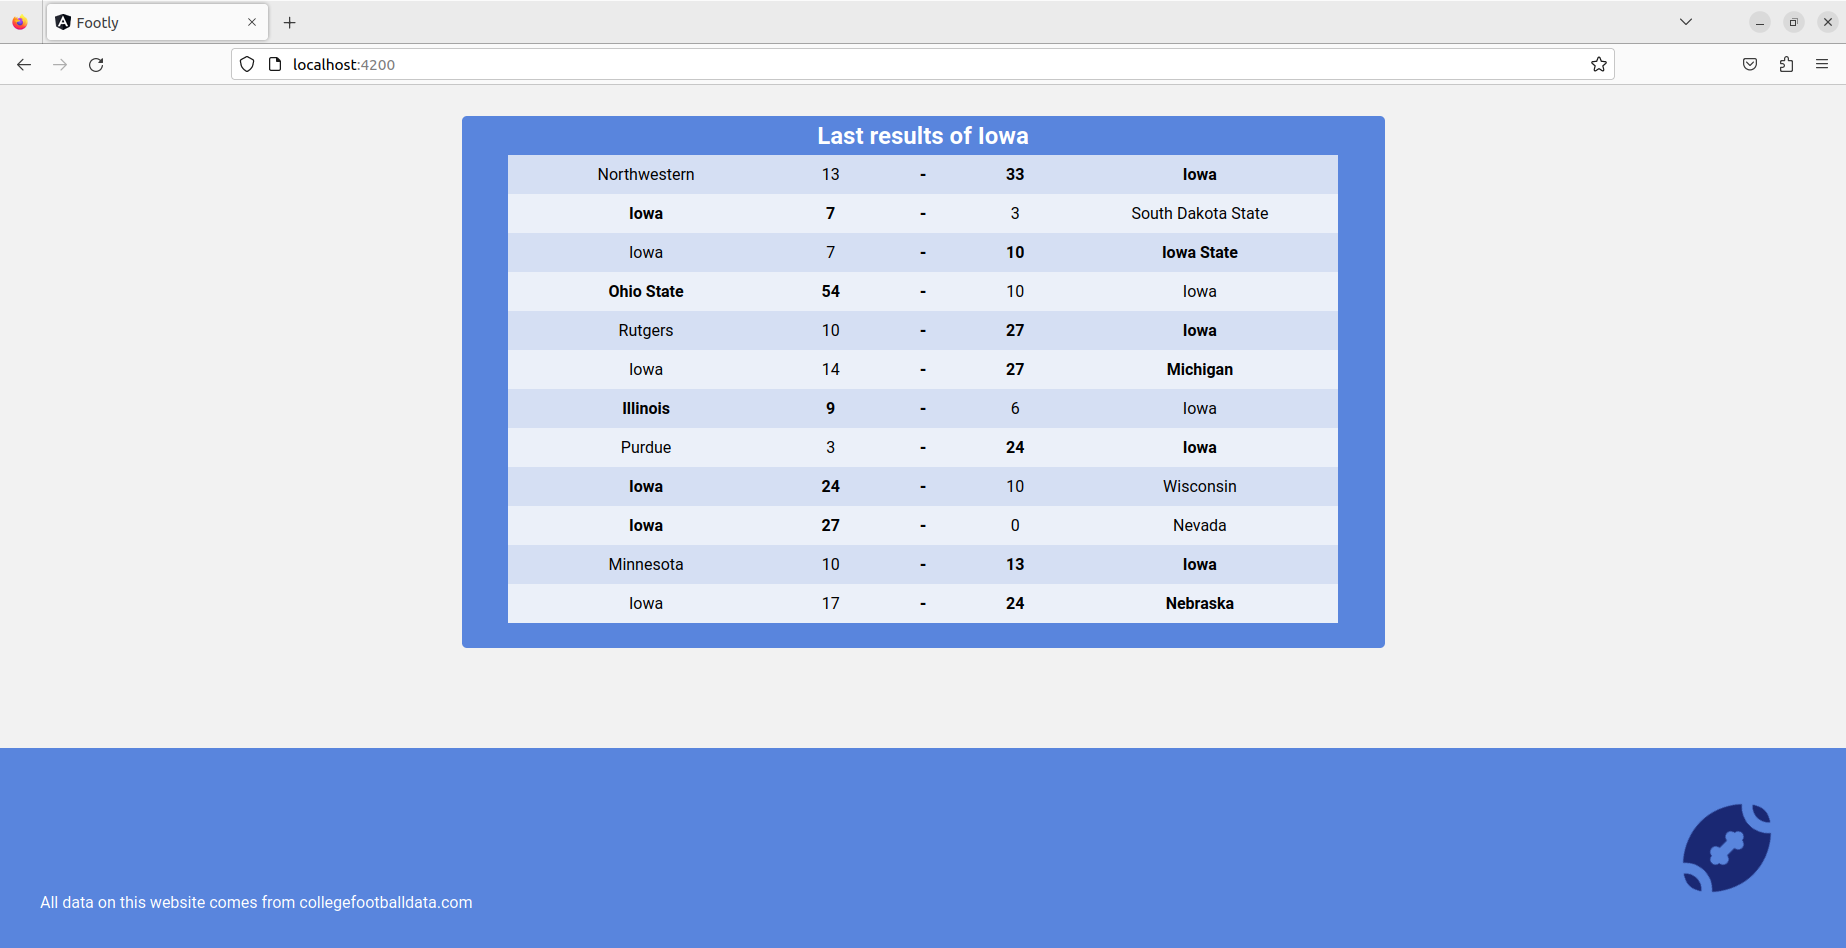 Footly
localhost:4200
Last results of Iowa
Northwestern 13 - 33 Iowa
Iowa 7 - 3 South Dakota State
Iowa 7 - 10 Iowa State
Ohio State 54 - 10 Iowa
Rutgers 10 - 27 Iowa
Iowa 14 - 27 Michigan
Illinois 9 - 6 Iowa
Purdue 3 - 24 Iowa
Iowa 24 - 10 Wisconsin
Iowa 27 - 0 Nevada
Minnesota 10 - 13 Iowa
Iowa 17 - 24 Nebraska
All data on this website comes from collegefootballdata.com